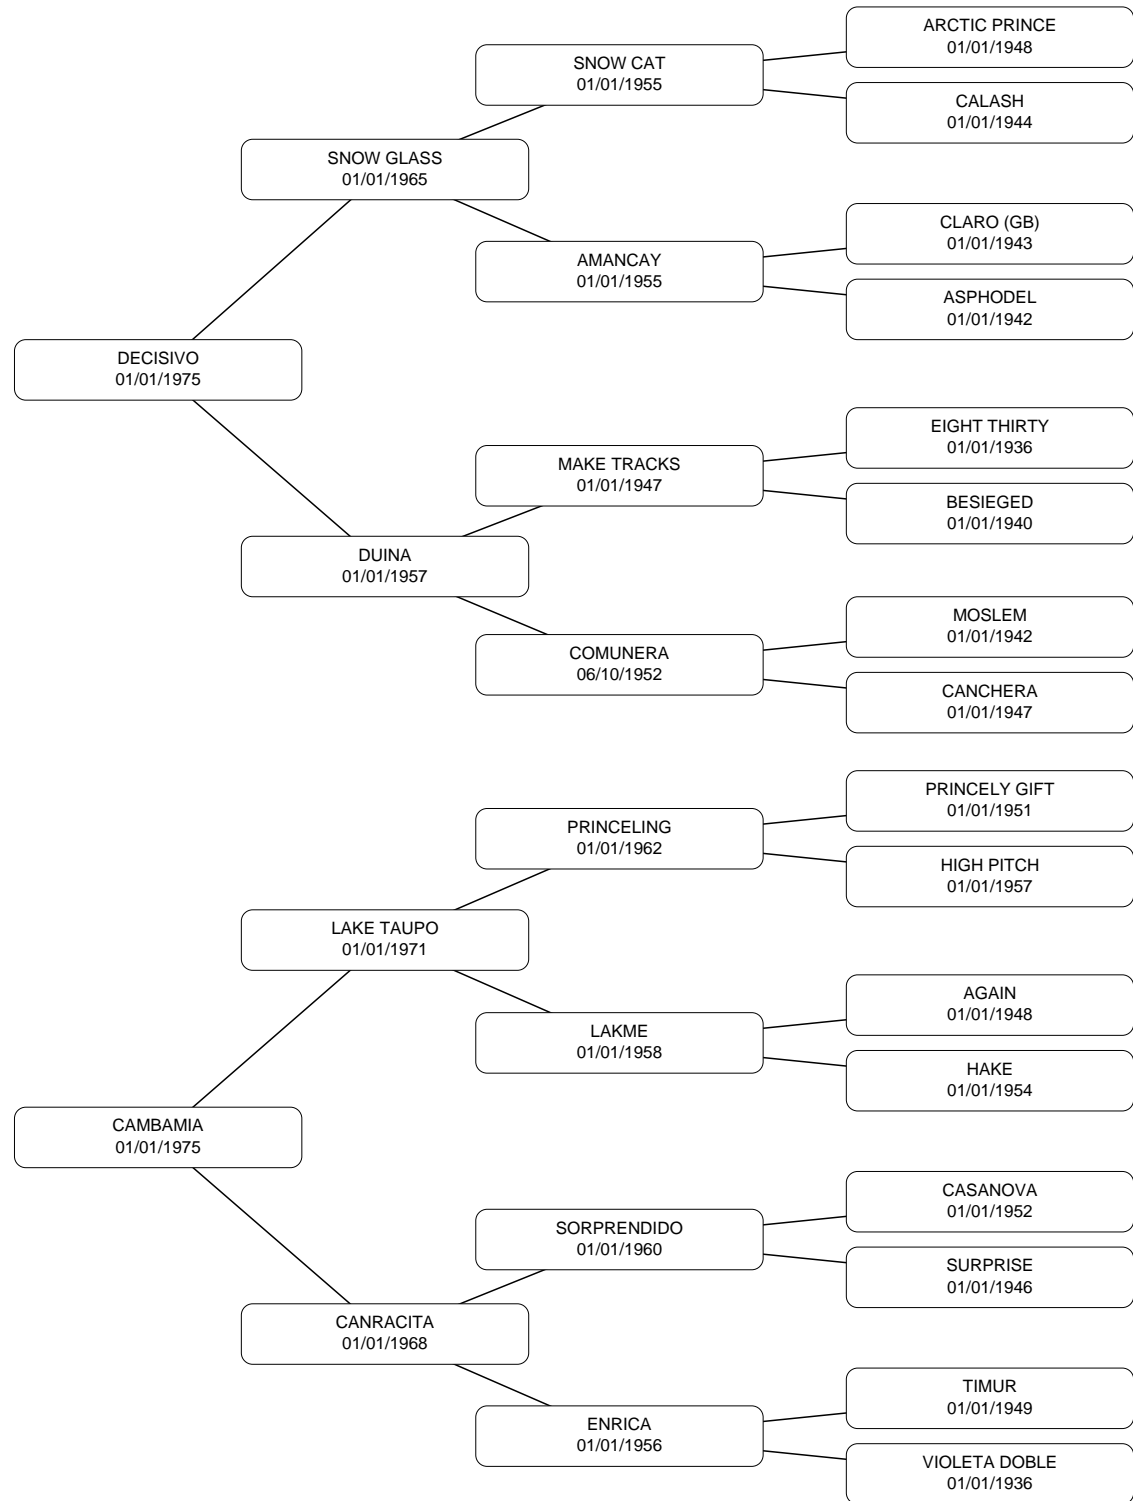 ARCTIC PRINCE
01/01/1948
SNOW CAT
01/01/1955
CALASH
01/01/1944
SNOW GLASS
01/01/1965
CLARO (GB)
01/01/1943
AMANCAY
01/01/1955
ASPHODEL
01/01/1942
DECISIVO
01/01/1975
EIGHT THIRTY
01/01/1936
MAKE TRACKS
01/01/1947
BESIEGED
01/01/1940
DUINA
01/01/1957
MOSLEM
01/01/1942
COMUNERA
06/10/1952
CANCHERA
01/01/1947
PRINCELY GIFT
01/01/1951
PRINCELING
01/01/1962
HIGH PITCH
01/01/1957
LAKE TAUPO
01/01/1971
AGAIN
01/01/1948
LAKME
01/01/1958
HAKE
01/01/1954
CAMBAMIA
01/01/1975
CASANOVA
01/01/1952
SORPRENDIDO
01/01/1960
SURPRISE
01/01/1946
CANRACITA
01/01/1968
TIMUR
01/01/1949
ENRICA
01/01/1956
VIOLETA DOBLE
01/01/1936